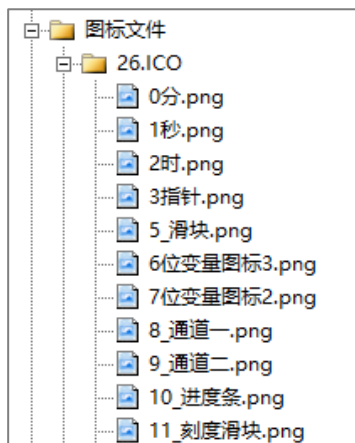 图标文件
26.ICO
0分.png
1秒.png
2时.png
3指针.png
5_滑块.png
6位变量图标3.png
7位变量图标2.png
8_通道一.png
9_通道二.png
10_进度条.png
11_刻度滑块.png